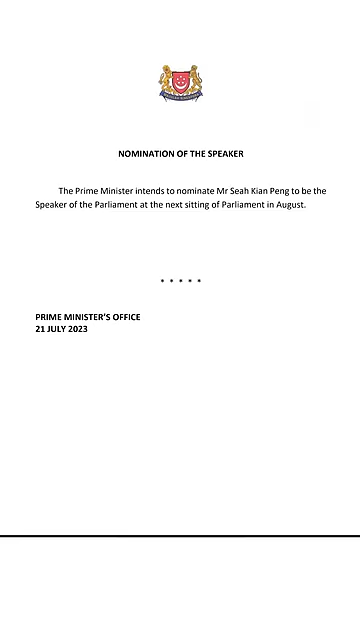 NOMINATION OF THE SPEAKER
The Prime Minister intends to nominate Mr Seah Kian Peng to be the
Speaker of the Parliament at the next sitting of Parliament in August.
* * * * *
PRIME MINISTER'S OFFICE
21 JULY 2023